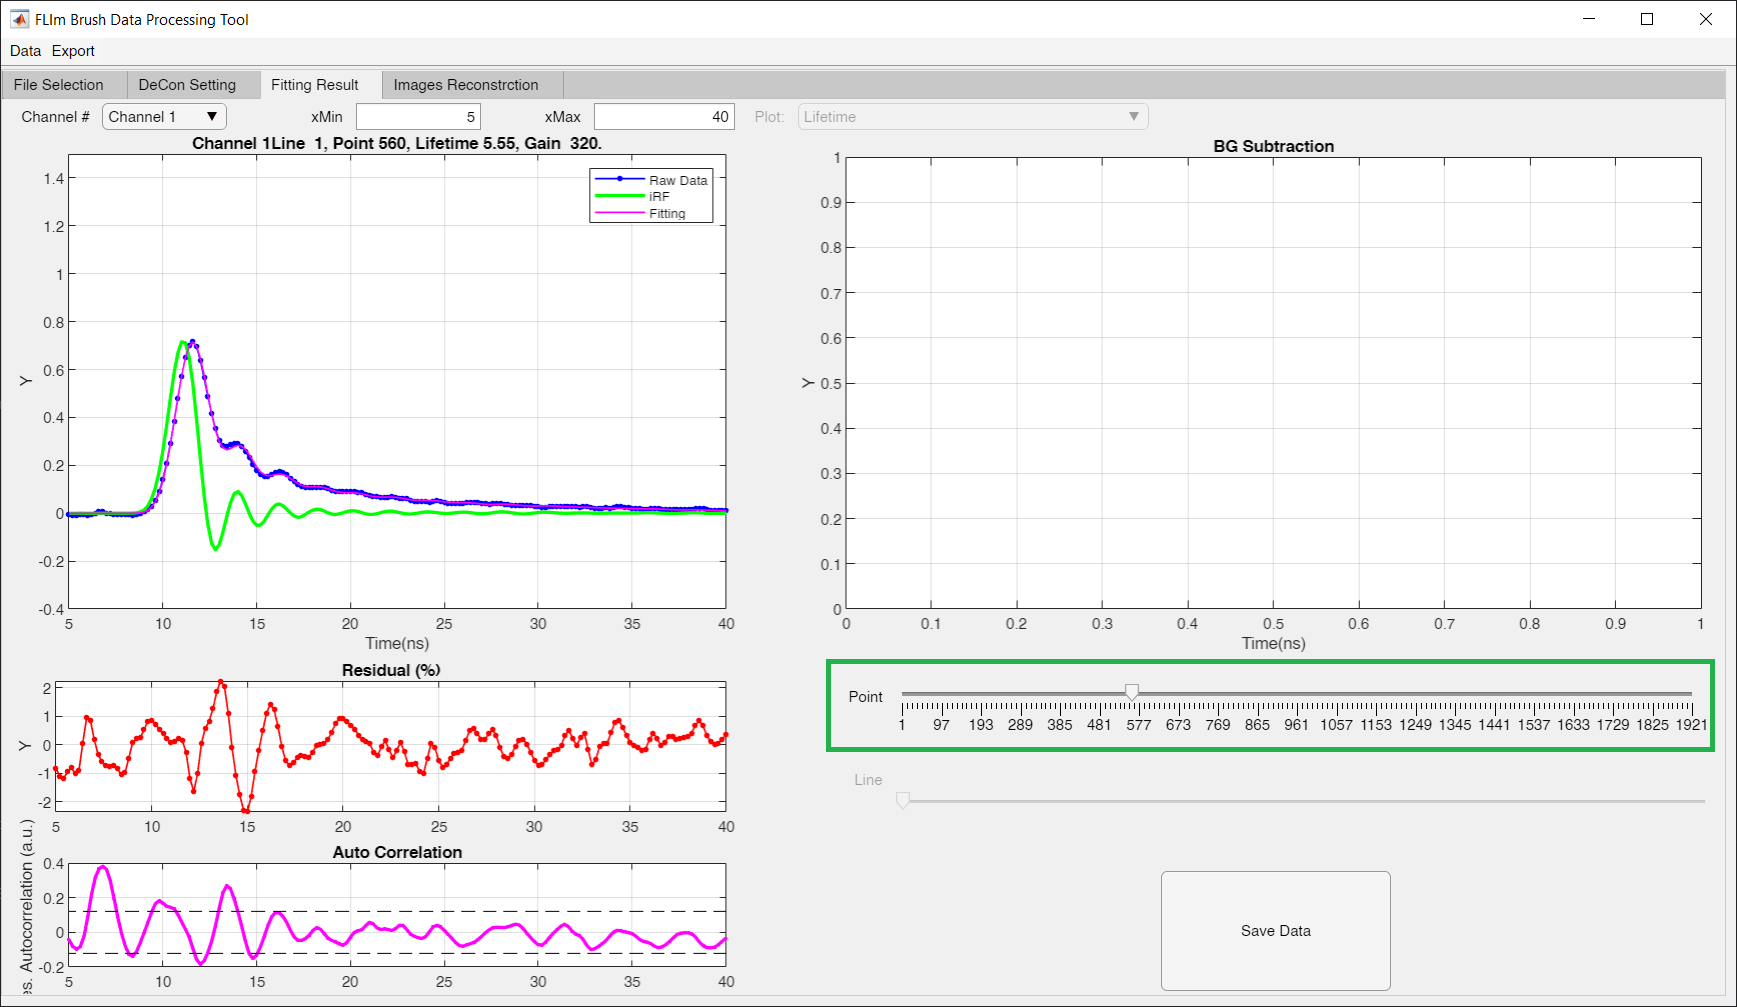 FLIm Brush Data Processing Tool
Data Export
File Selection DeCon Setting Fitting Result Images Reconstrction
Channel # Channel 1 xMin 5 xMax 40 Plot: Lifetime
Channel 1Line 1, Point 560, Lifetime 5.55, Gain 320.
Raw Data
iRF
Fitting
1.4
1.2
1
0.8
0.6
0.4
0.2
0
-0.2
-0.4
Y
5 10 15 20 25 30 35 40
Time(ns)
BG Subtraction
1
0.9
0.8
0.7
0.6
0.5
0.4
0.3
0.2
0.1
0
Y
0 0.1 0.2 0.3 0.4 0.5 0.6 0.7 0.8 0.9 1
Time(ns)
Residual (%)
2
1
0
-1
-2
Y
5 10 15 20 25 30 35 40
Point
1 97 193 289 385 481 577 673 769 865 961 1057 1153 1249 1345 1441 1537 1633 1729 1825 1921
Line
Auto Correlation
0.4
0.2
0
-0.2
es. Autocorrelation (a.u.)
5 10 15 20 25 30 35 40
Save Data